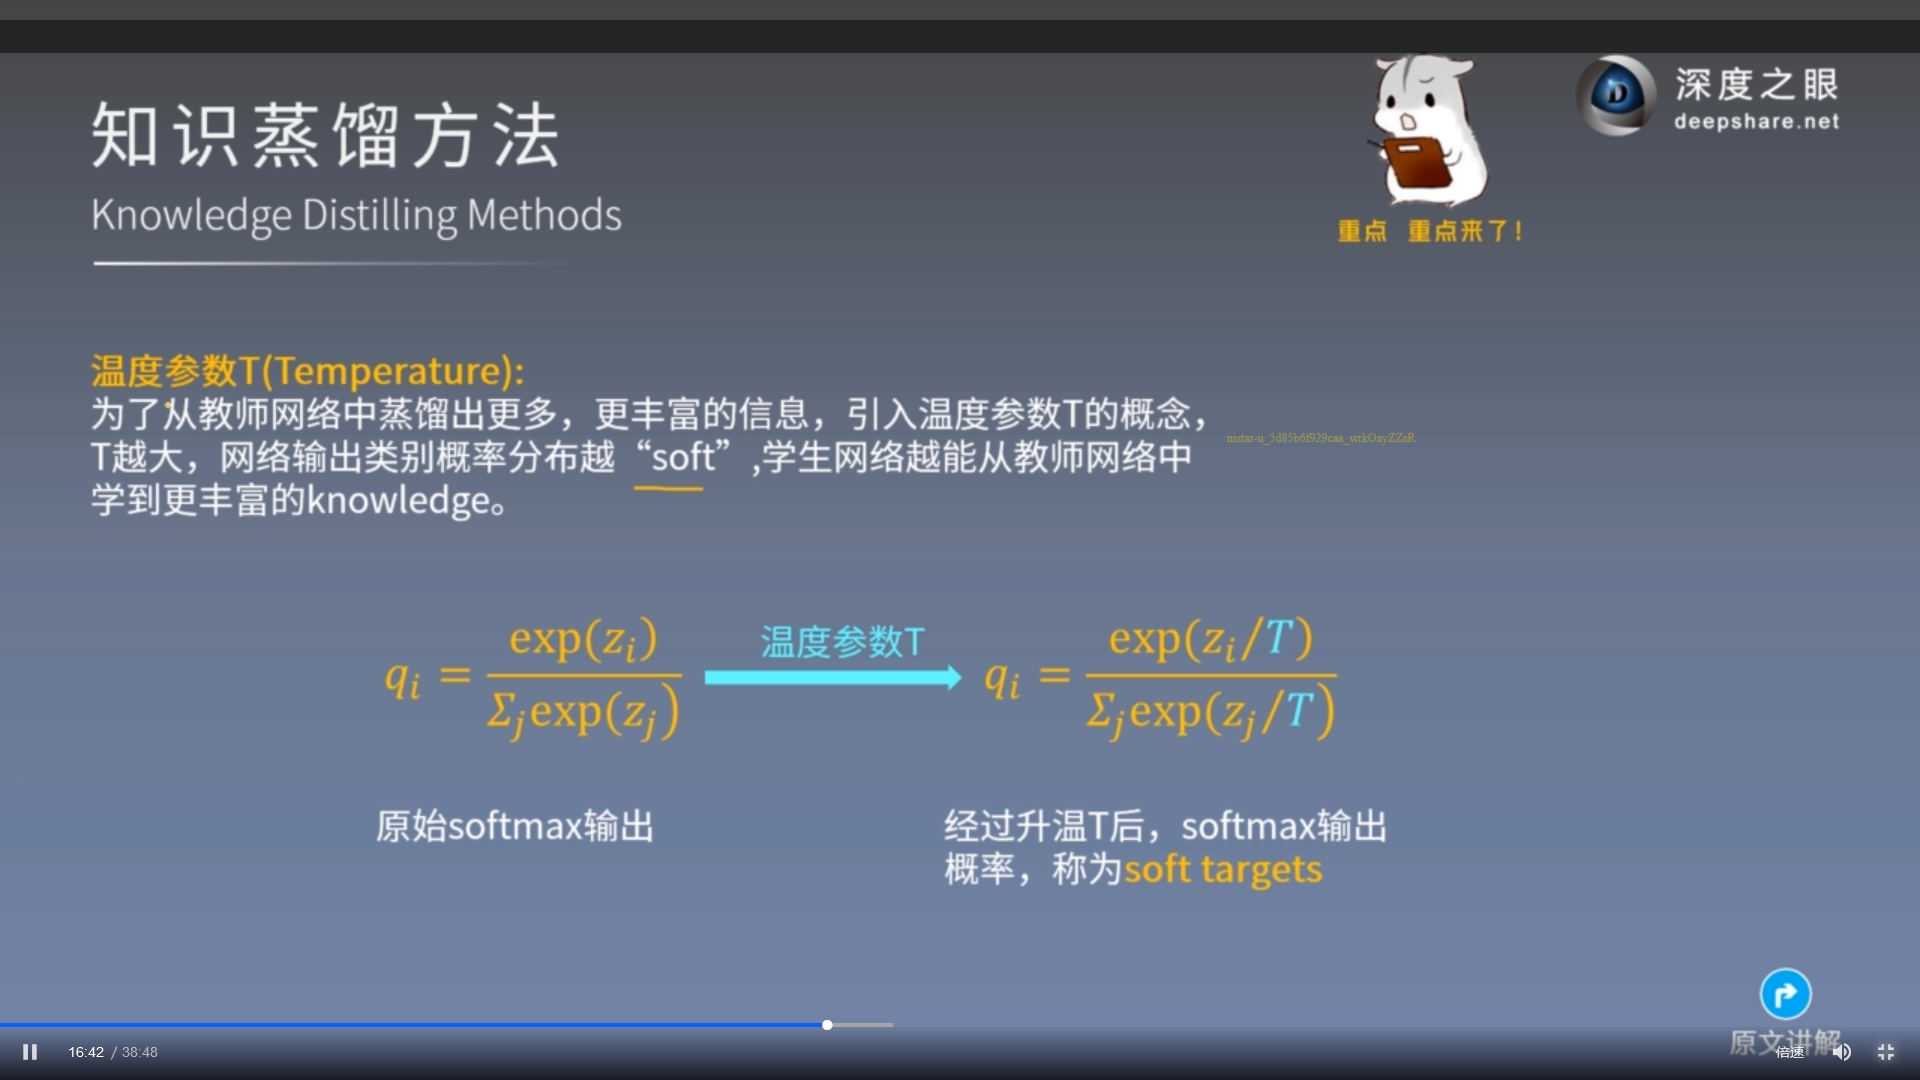 深度之眼
deepshare.net
知识蒸馏方法
Knowledge Distilling Methods
重点 重点来了!
温度参数T(Temperature):
为了从教师网络中蒸馏出更多，更丰富的信息，引入温度参数T的概念，
T越大，网络输出类别概率分布越“soft”,学生网络越能从教师网络中
学到更丰富的knowledge。
nistar-u_5d85b6f929caa_wrkOayZZsR
q_i = exp(z_i) / Σ_j exp(z_j)
温度参数T
q_i = exp(z_i/T) / Σ_j exp(z_j/T)
原始softmax输出
经过升温T后，softmax输出
概率，称为soft targets
原文讲解
16:42 / 38:48
倍速